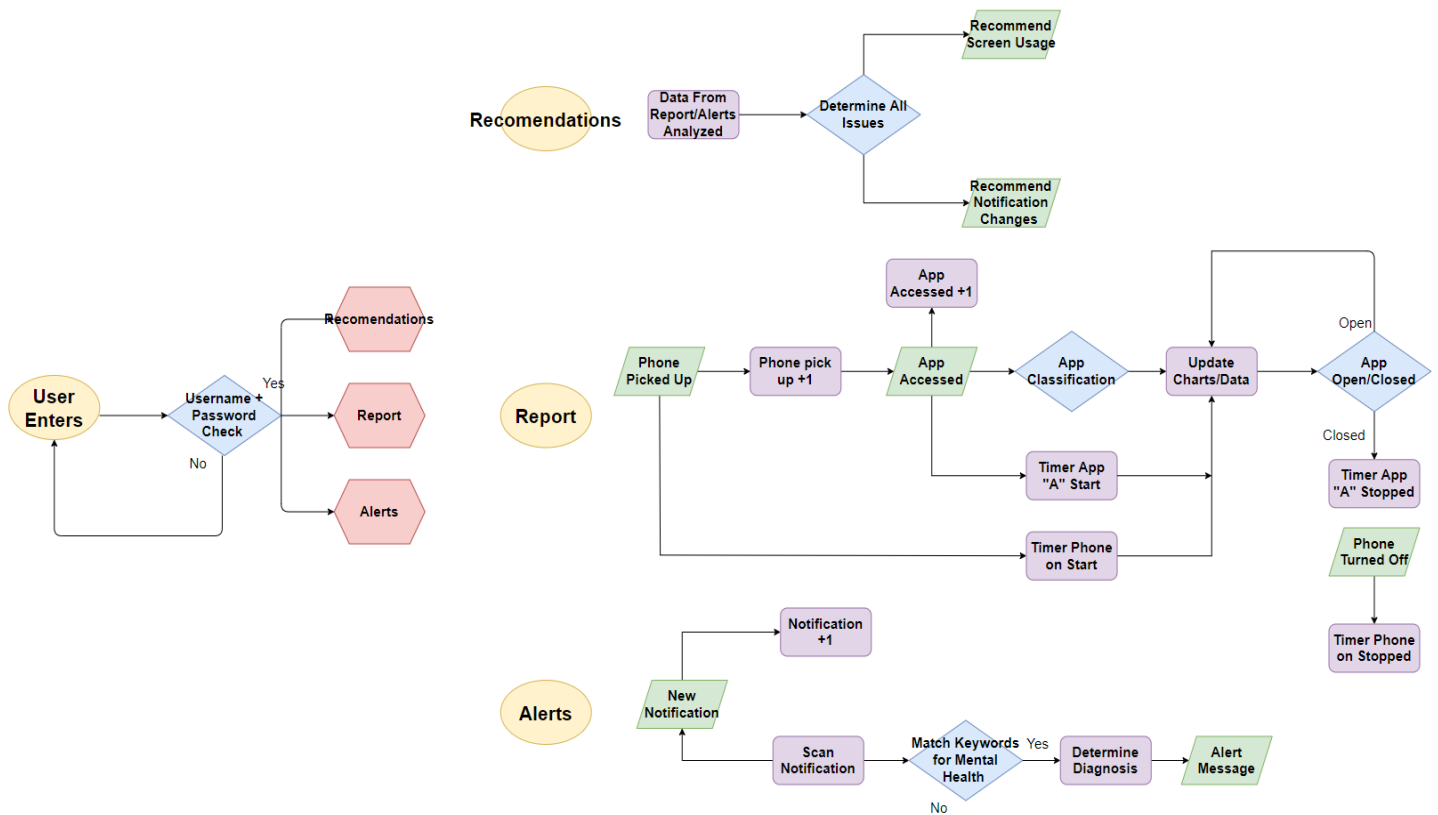 User
Enters
Username +
Password
Check
Yes
No
Recomendations
Report
Alerts
Recomendations
Data From
Report/Alerts
Analyzed
Determine All
Issues
Recommend
Screen Usage
Recommend
Notification
Changes
Report
Phone
Picked Up
Phone pick
up +1
App
Accessed +1
App
Accessed
App
Classification
Update
Charts/Data
Open
App
Open/Closed
Closed
Timer App
"A" Start
Timer App
"A" Stopped
Timer Phone
on Start
Phone
Turned Off
Timer Phone
on Stopped
Alerts
Notification
+1
New
Notification
Scan
Notification
Match Keywords
for Mental
Health
Yes
No
Determine
Diagnosis
Alert
Message